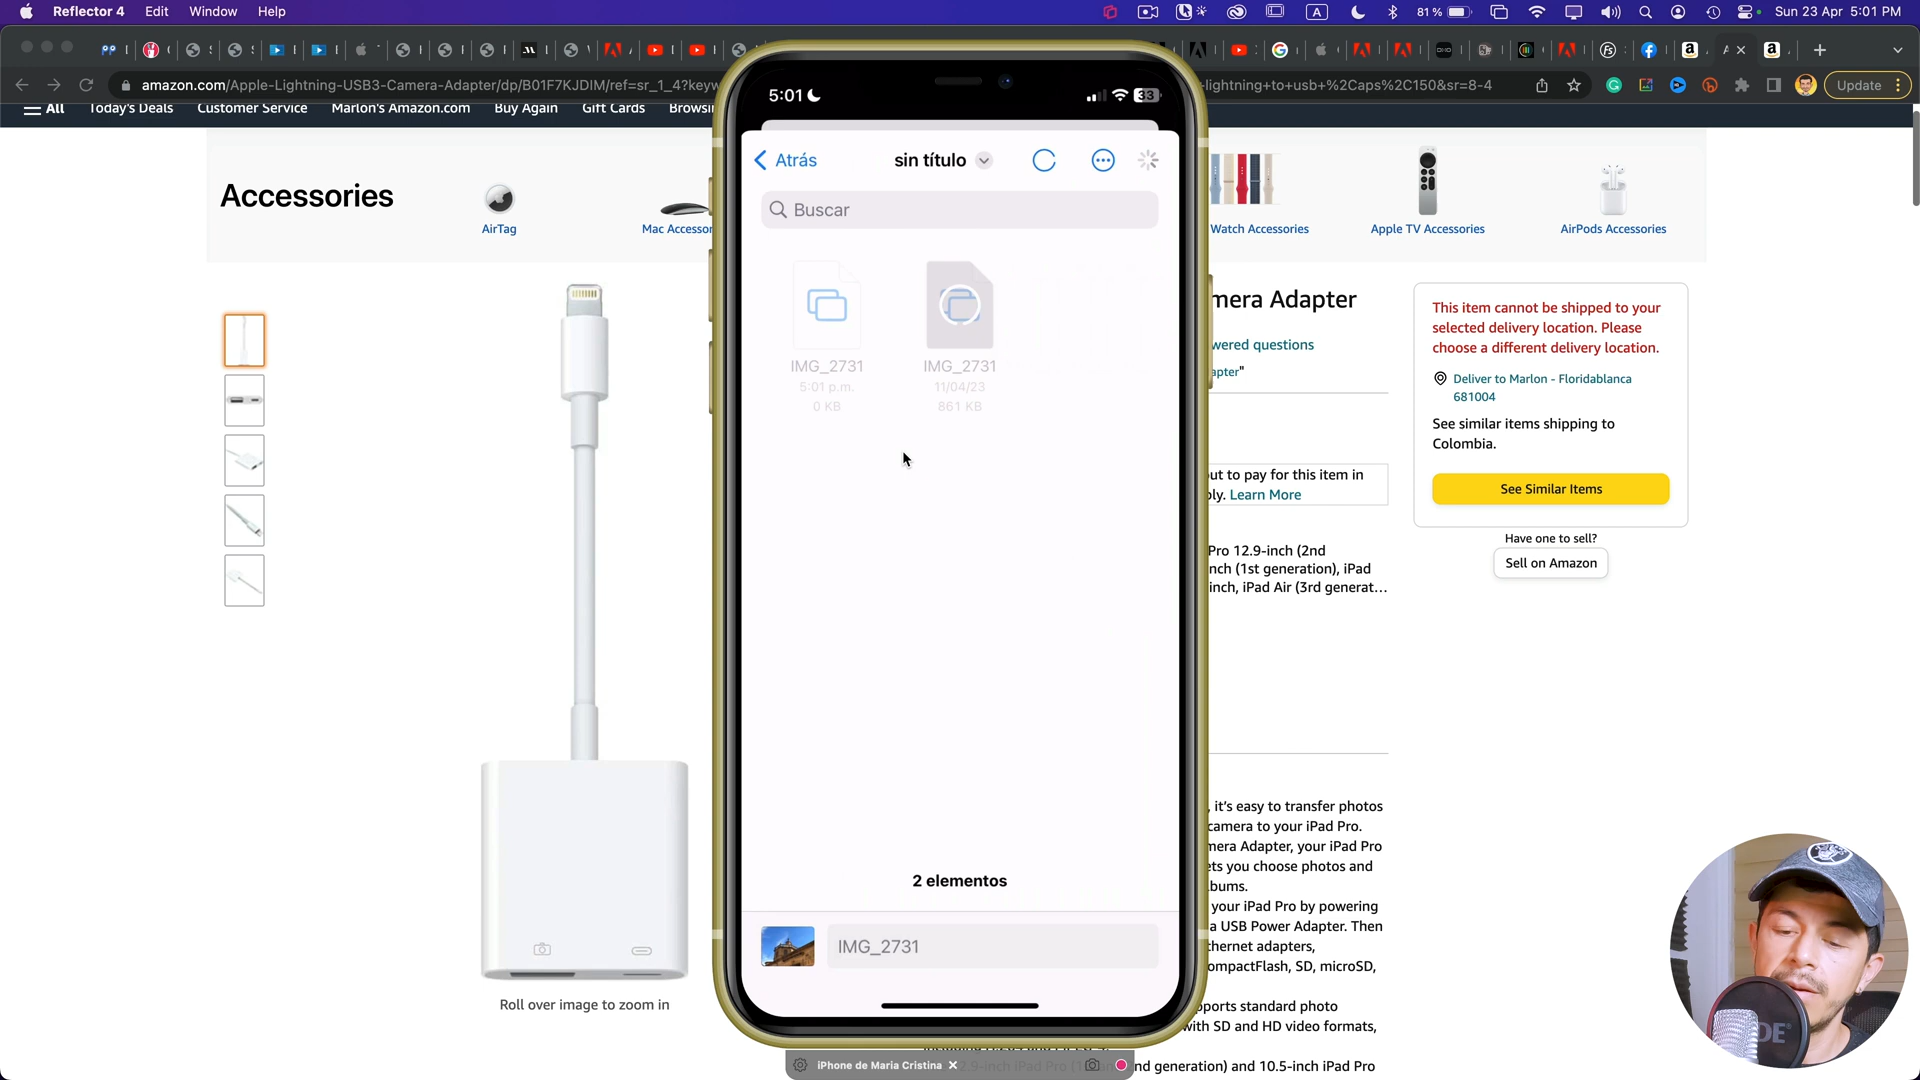 Reflector 4 Edit Window Help
A 81 % Sun 23 Apr 5:01 PM
amazon.com/Apple-Lightning-USB3-Camera-Adapter/dp/B01F7KJDIM/ref=sr_1_4?keyw
-lightning+to+usb+%2Caps%2C150&sr=8-4
Update
All Today's Deals Customer Service Marlon's Amazon.com Buy Again Gift Cards
Accessories
AirTag
Watch Accessories
Apple TV Accessories
AirPods Accessories
5:01
33
Atrás
sin título
Buscar
IMG_2731
5:01 p.m.
0 KB
IMG_2731
11/04/23
861 KB
2 elementos
IMG_2731
iPhone de Maria Cristina
mera Adapter
wered questions
apter"
ut to pay for this item in
ply. Learn More
Pro 12.9-inch (2nd
nch (1st generation), iPad
inch, iPad Air (3rd generat…
, it's easy to transfer photos
camera to your iPad Pro.
mera Adapter, your iPad Pro
ets you choose photos and
lbums.
your iPad Pro by powering
a USB Power Adapter. Then
thernet adapters,
ompactFlash, SD, microSD,
pports standard photo
with SD and HD video formats,
nd generation) and 10.5-inch iPad Pro
This item cannot be shipped to your
selected delivery location. Please
choose a different delivery location.
Deliver to Marlon - Floridablanca
681004
See similar items shipping to
Colombia.
See Similar Items
Have one to sell?
Sell on Amazon
Roll over image to zoom in